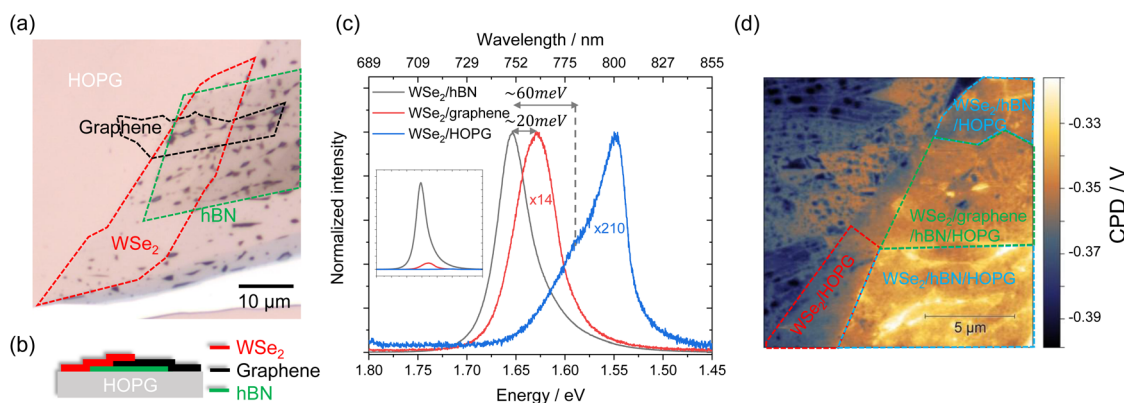 (a)
HOPG
Graphene
hBN
WSe₂
10 μm
(b)
HOPG
WSe₂
Graphene
hBN
(c)
Wavelength / nm
689 709 729 752 775 800 827 855
WSe₂/hBN
WSe₂/graphene
WSe₂/HOPG
~60meV
~20meV
x14
x210
Normalized intensity
1.80 1.75 1.70 1.65 1.60 1.55 1.50 1.45
Energy / eV
(d)
WSe₂/hBN
/HOPG
WSe₂/graphene
/hBN/HOPG
WSe₂/hBN/HOPG
WSe₂/HOPG
5 μm
-0.33
-0.35
-0.37
-0.39
CPD / V